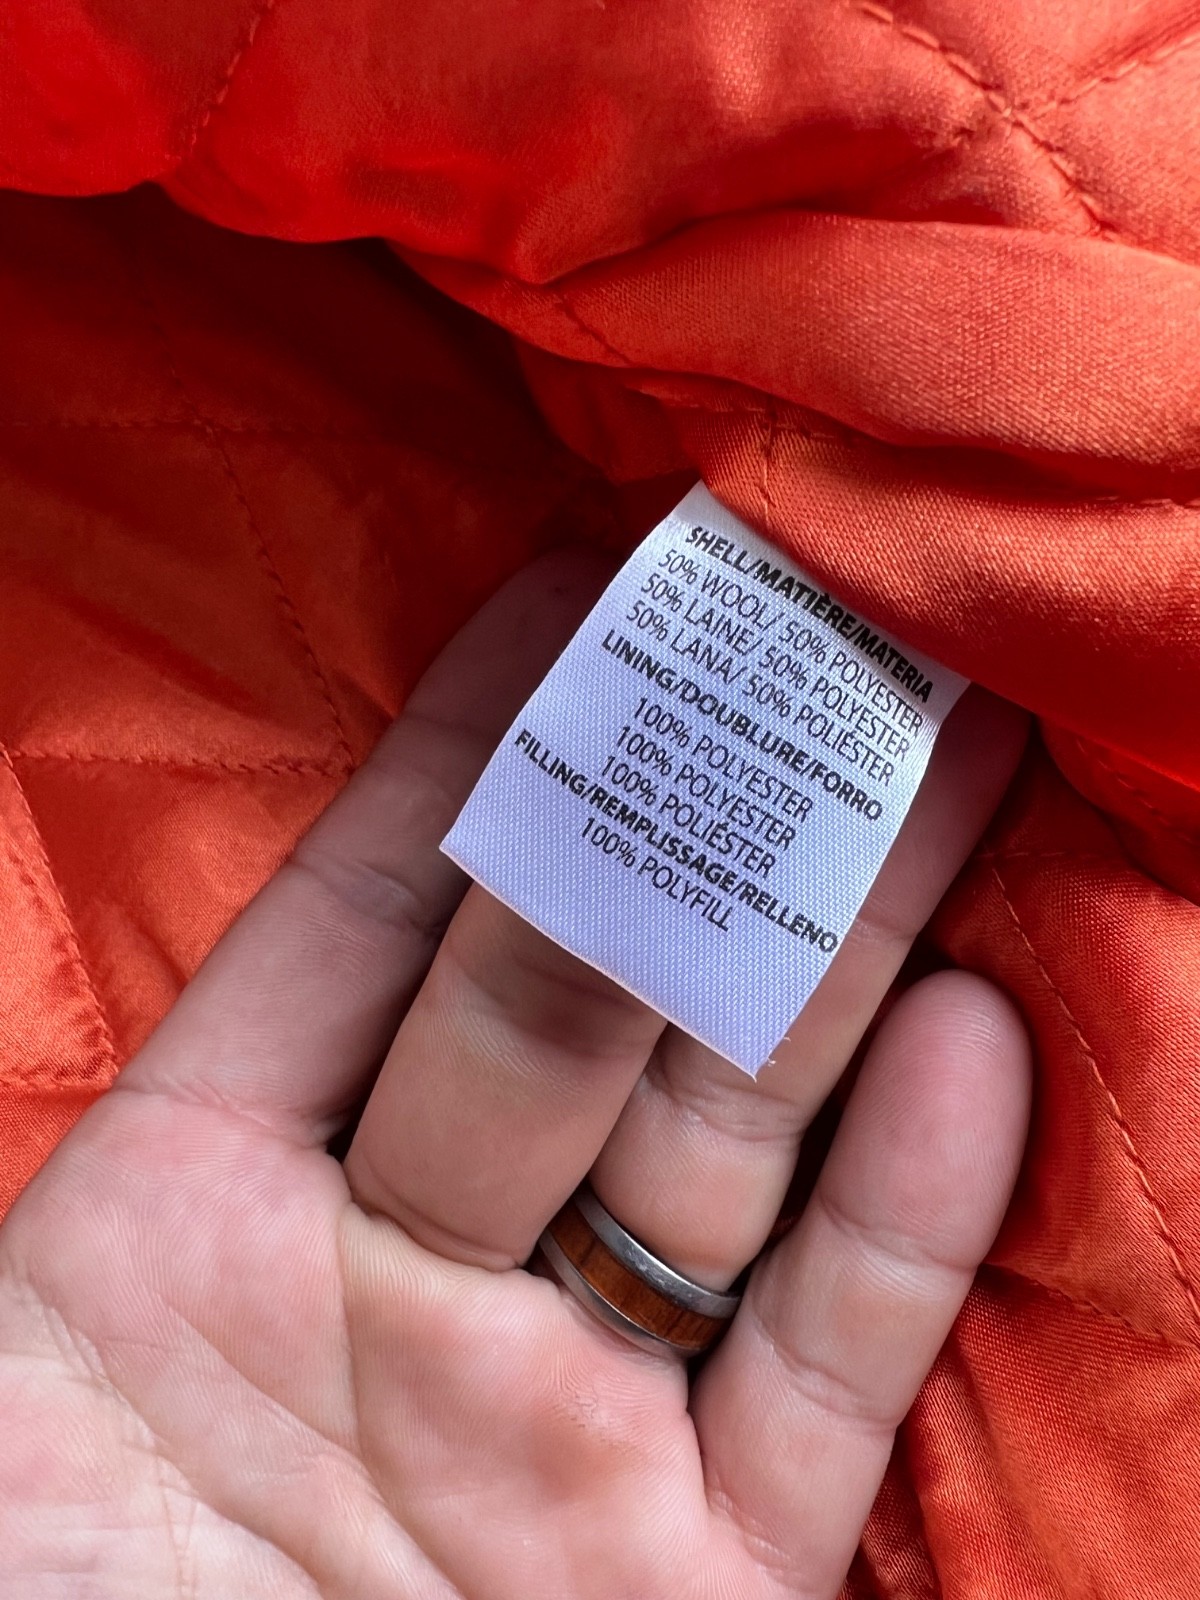 SHELL/MATIÈRE/MATERIA
50% WOOL/ 50% POLYESTER
50% LAINE/ 50% POLYESTER
50% LANA/ 50% POLIÉSTER
LINING/DOUBLURE/FORRO
100% POLYESTER
100% POLYESTER
100% POLIÉSTER
FILLING/REMPLISSAGE/RELLENO
100% POLYFILL